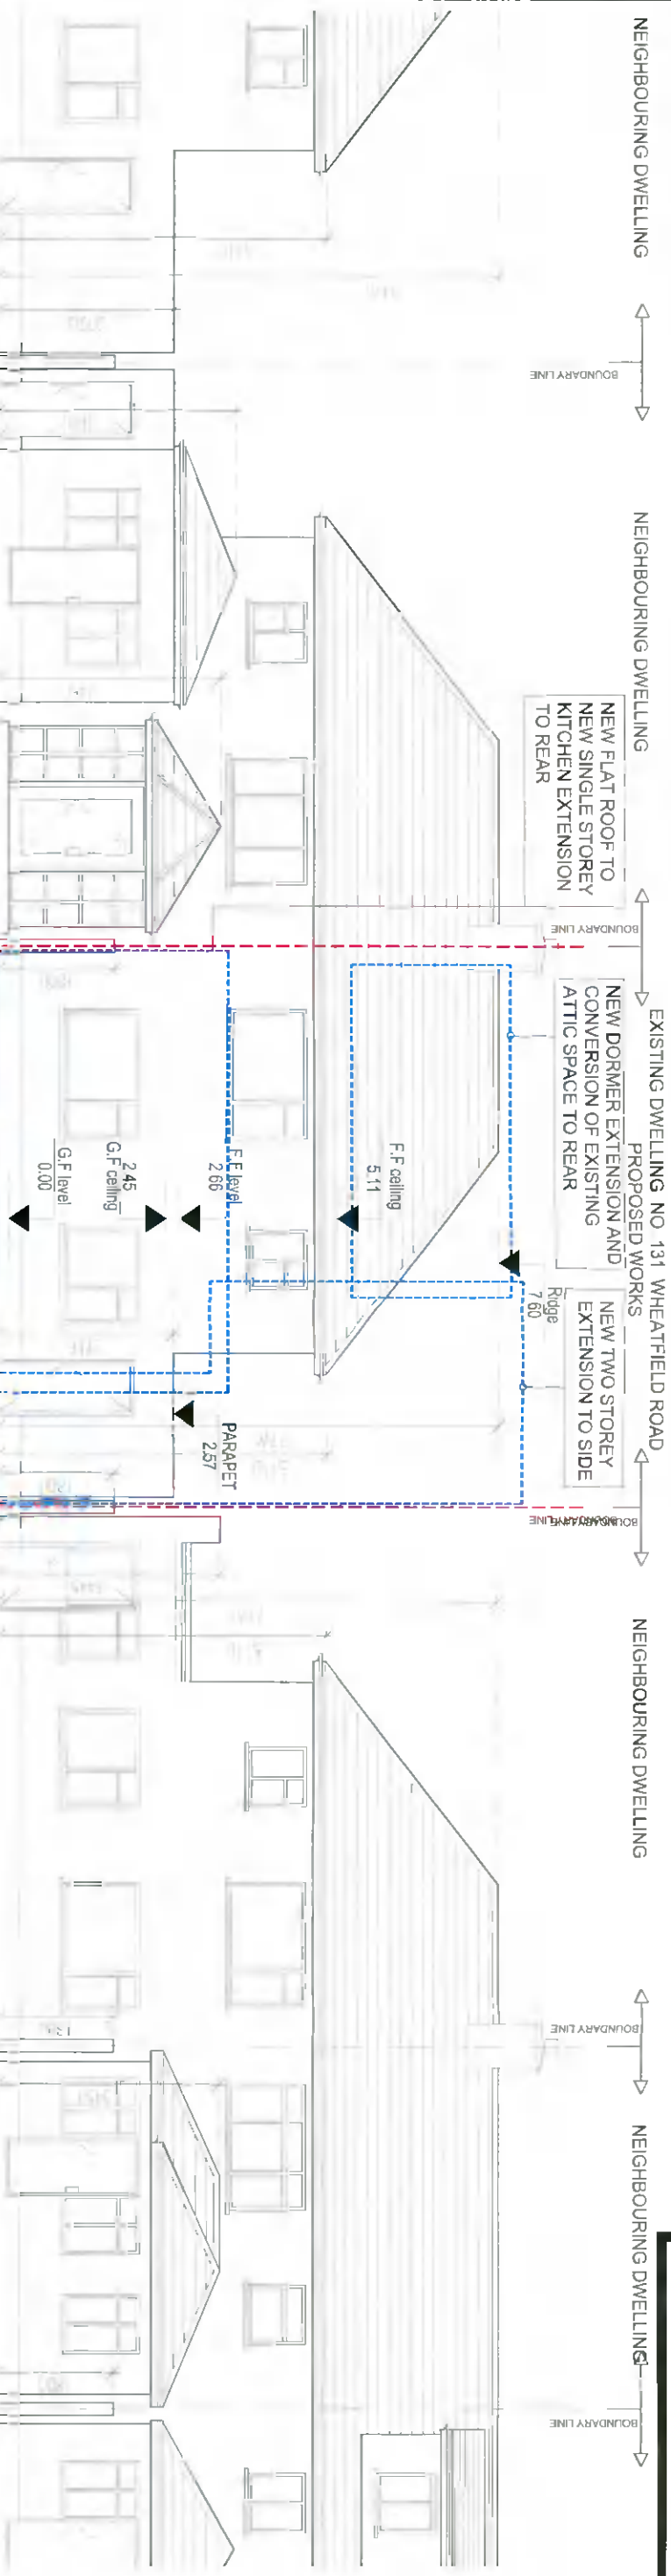 NEIGHBOURING DWELLING
BOUNDARY LINE
NEIGHBOURING DWELLING
NEW FLAT ROOF TO
NEW SINGLE STOREY
KITCHEN EXTENSION
TO REAR
BOUNDARY LINE
EXISTING DWELLING NO 131 WHEATFIELD ROAD
PROPOSED WORKS
NEW DORMER EXTENSION AND
CONVERSION OF EXISTING
ATTIC SPACE TO REAR
NEW TWO STOREY
EXTENSION TO SIDE
Ridge
7.60
F.F ceiling
5.11
F.F level
2.66
2.45
G.F ceiling
G.F level
0.00
PARAPET
2.57
BOUNDARY LINE
NEIGHBOURING DWELLING
BOUNDARY LINE
NEIGHBOURING DWELLING
BOUNDARY LINE